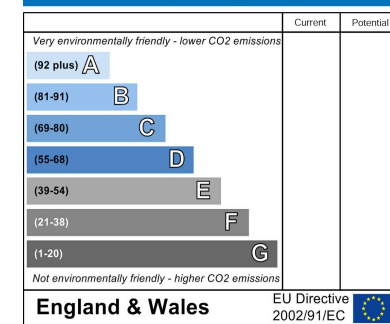 Current Potential
Very environmentally friendly - lower CO2 emissions
(92 plus) A
(81-91) B
(69-80) C
(55-68) D
(39-54) E
(21-38) F
(1-20) G
Not environmentally friendly - higher CO2 emissions
England & Wales
EU Directive
2002/91/EC